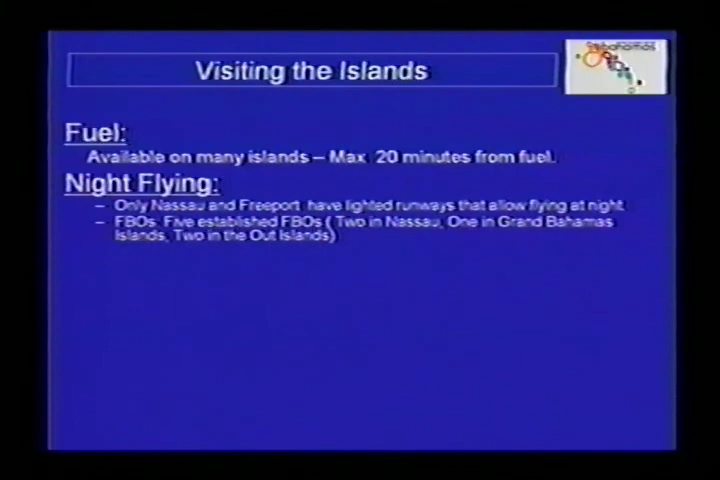 Visiting the Islands
bahamas
Fuel:
Available on many islands – Max 20 minutes from fuel.
Night Flying:
– Only Nassau and Freeport have lighted runways that allow flying at night
– FBOs: Five established FBOs ( Two in Nassau, One in Grand Bahamas
Islands, Two in the Out Islands)